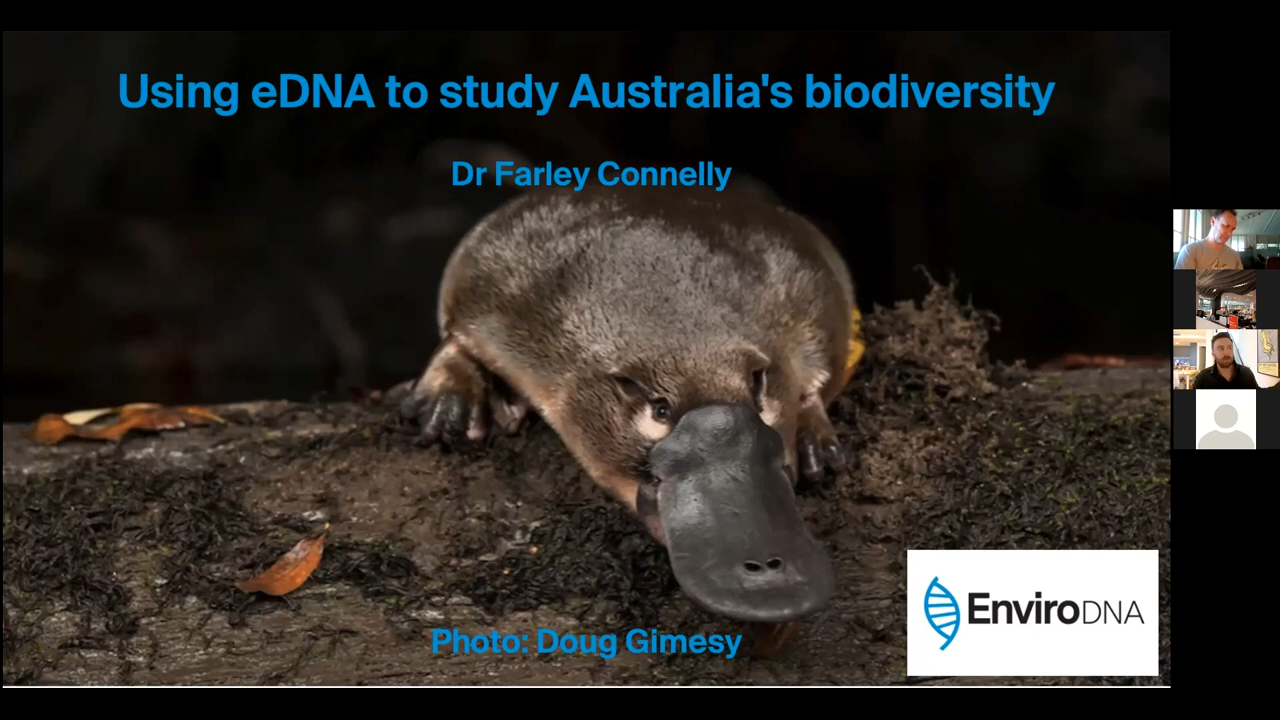 Using eDNA to study Australia's biodiversity
Dr Farley Connelly
EnviroDNA
Photo: Doug Gimesy